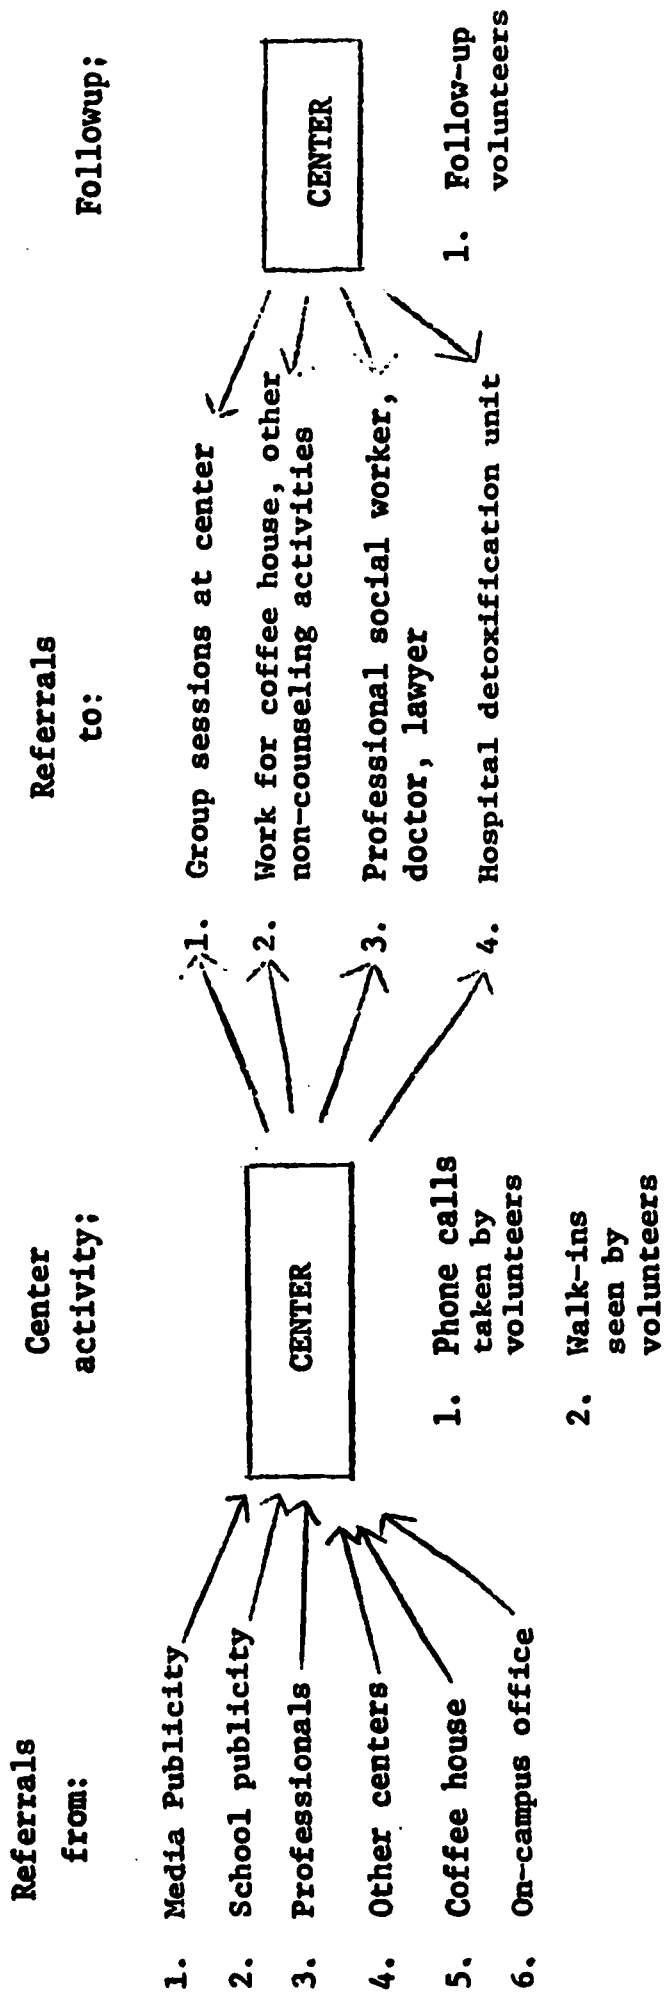 Referrals
from:
1. Media Publicity
2. School publicity
3. Professionals
4. Other centers
5. Coffee house
6. On-campus office
Center
activity;
CENTER
1. Phone calls
taken by
volunteers
2. Walk-ins
seen by
volunteers
Referrals
to:
1. Group sessions at center
2. Work for coffee house, other
non-counseling activities
3. Professional social worker,
doctor, lawyer
4. Hospital detoxification unit
Followup;
CENTER
1. Follow-up
volunteers